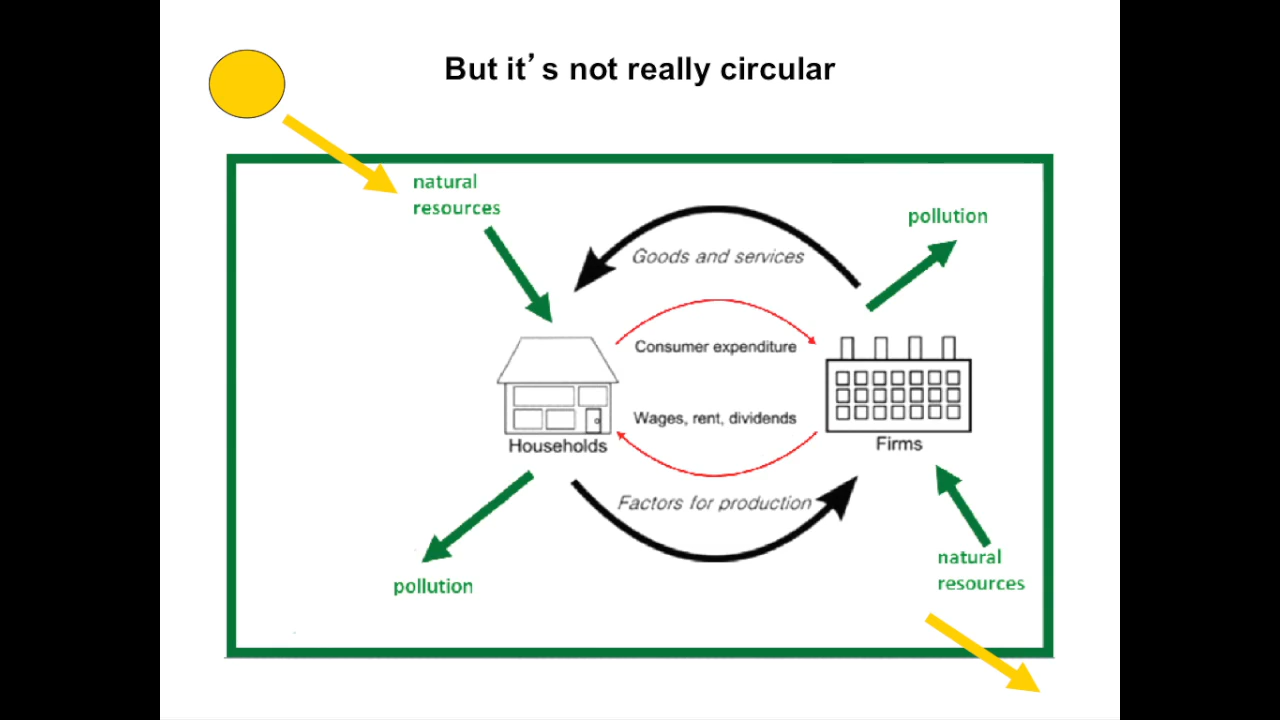 But it’s not really circular
natural
resources
pollution
Goods and services
Consumer expenditure
Wages, rent, dividends
Households
Firms
Factors for production
natural
resources
pollution